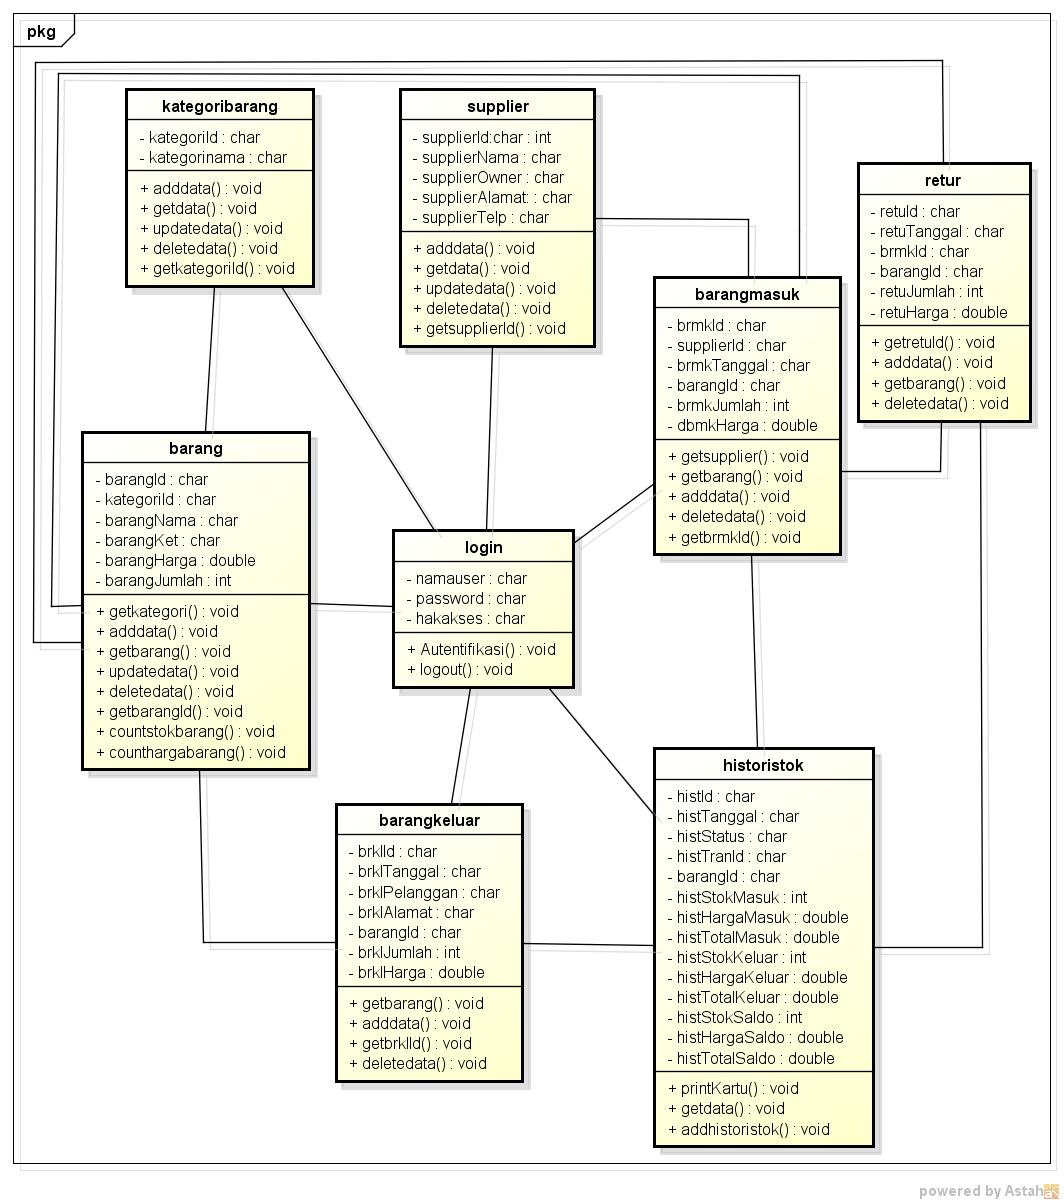 pkg
kategoribarang
- kategoriId : char
- kategorinama : char
+ adddata() : void
+ getdata() : void
+ updatedata() : void
+ deletedata() : void
+ getkategoriId() : void
supplier
- supplierId:char : int
- supplierNama : char
- supplierOwner : char
- supplierAlamat: : char
- supplierTelp : char
+ adddata() : void
+ getdata() : void
+ updatedata() : void
+ deletedata() : void
+ getsupplierId() : void
retur
- retuId : char
- retuTanggal : char
- brmkId : char
- barangId : char
- retuJumlah : int
- retuHarga : double
+ getretuId() : void
+ adddata() : void
+ getbarang() : void
+ deletedata() : void
barangmasuk
- brmkId : char
- supplierId : char
- brmkTanggal : char
- barangId : char
- brmkJumlah : int
- dbmkHarga : double
+ getsupplier() : void
+ getbarang() : void
+ adddata() : void
+ deletedata() : void
+ getbrmkId() : void
barang
- barangId : char
- kategoriId : char
- barangNama : char
- barangKet : char
- barangHarga : double
- barangJumlah : int
+ getkategori() : void
+ adddata() : void
+ getbarang() : void
+ updatedata() : void
+ deletedata() : void
+ getbarangId() : void
+ countstokbarang() : void
+ counthargabarang() : void
login
- namauser : char
- password : char
- hakakses : char
+ Autentifikasi() : void
+ logout() : void
barangkeluar
- brklId : char
- brklTanggal : char
- brklPelanggan : char
- brklAlamat : char
- barangId : char
- brklJumlah : int
- brklHarga : double
+ getbarang() : void
+ adddata() : void
+ getbrklId() : void
+ deletedata() : void
historistok
- histId : char
- histTanggal : char
- histStatus : char
- histTranId : char
- barangId : char
- histStokMasuk : int
- histHargaMasuk : double
- histTotalMasuk : double
- histStokKeluar : int
- histHargaKeluar : double
- histTotalKeluar : double
- histStokSaldo : int
- histHargaSaldo : double
- histTotalSaldo : double
+ printKartu() : void
+ getdata() : void
+ addhistoristok() : void
powered by Astah